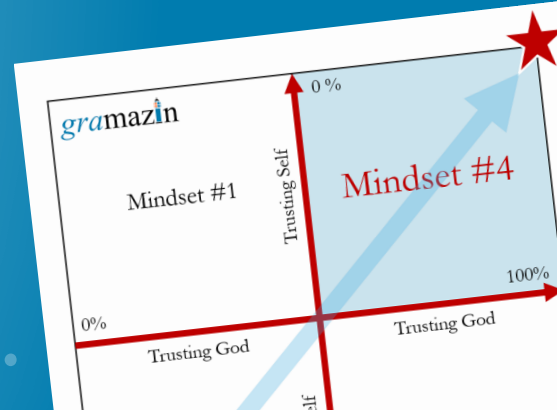 gramazin
0 %
Mindset #1
Trusting Self
Mindset #4
0%
100%
Trusting God
Trusting God